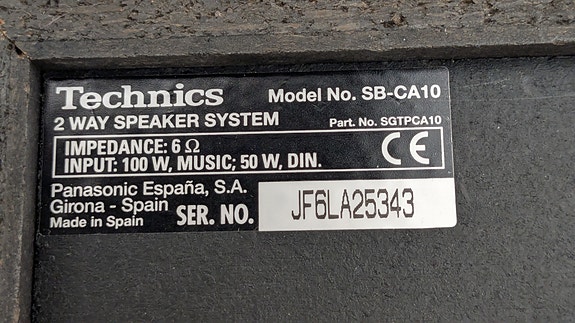 Technics Model No. SB-CA10
2 WAY SPEAKER SYSTEM Part. No. SGTPCA10
IMPEDANCE: 6 Ω
INPUT: 100 W, MUSIC; 50 W, DIN. CE
Panasonic España, S.A.
Girona - Spain
Made in Spain SER. NO. JF6LA25343